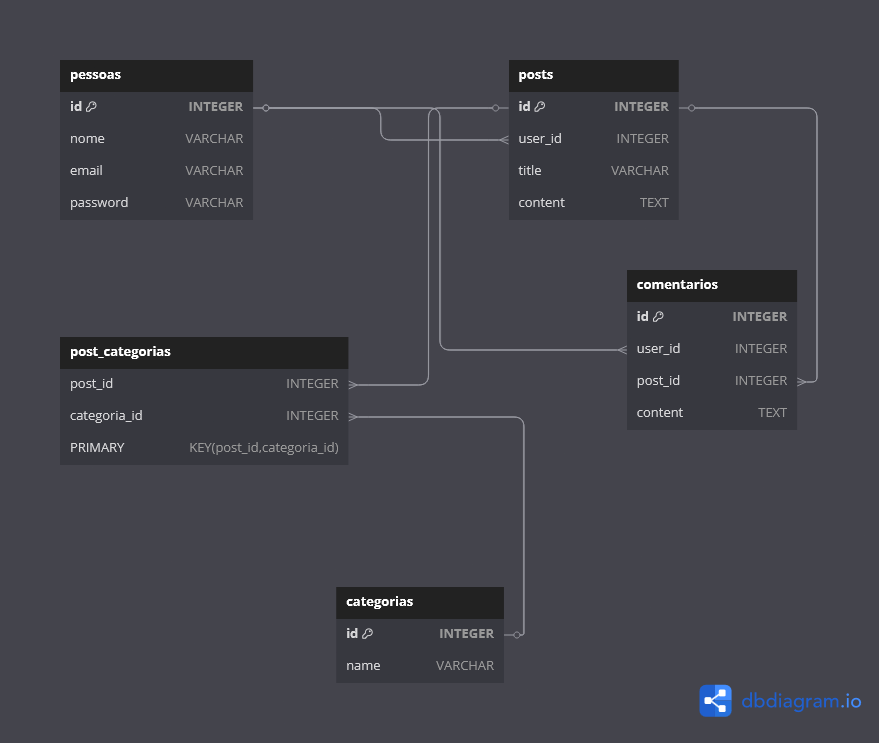 pessoas
id INTEGER
nome VARCHAR
email VARCHAR
password VARCHAR
posts
id INTEGER
user_id INTEGER
title VARCHAR
content TEXT
comentarios
id INTEGER
user_id INTEGER
post_id INTEGER
content TEXT
post_categorias
post_id INTEGER
categoria_id INTEGER
PRIMARY KEY(post_id,categoria_id)
categorias
id INTEGER
name VARCHAR
dbdiagram.io